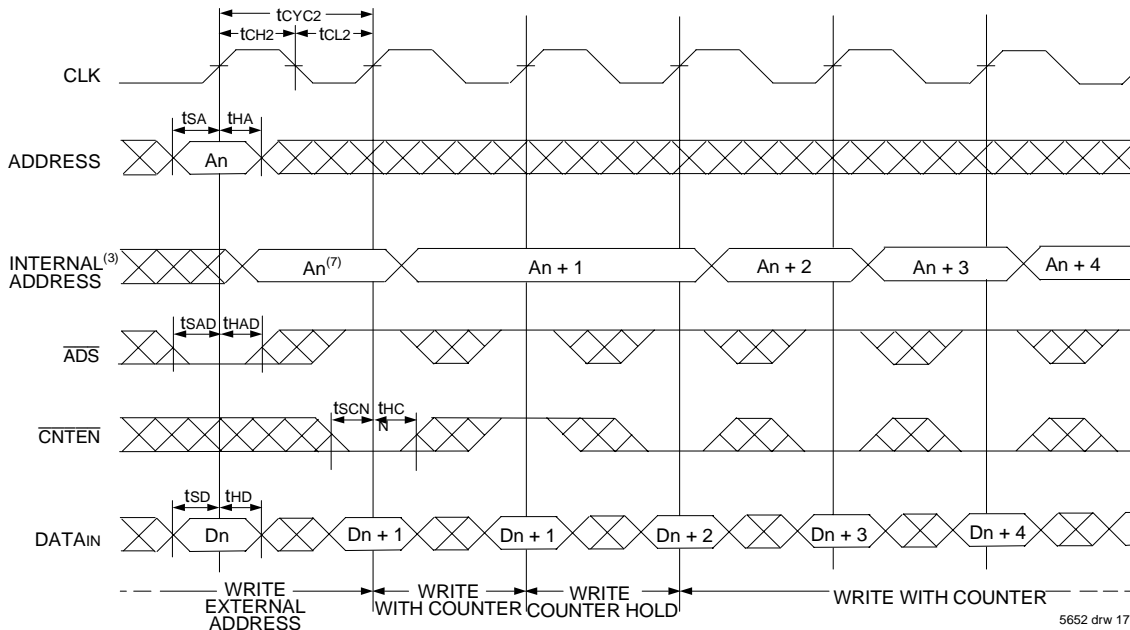 tCYC2
tCH2 tCL2
CLK
tSA tHA
ADDRESS An
INTERNAL(3) ADDRESS An(7) An + 1 An + 2 An + 3 An + 4
tSAD tHAD
ADS
tSCN tHCN
CNTEN
tSD tHD
DATAIN Dn Dn + 1 Dn + 1 Dn + 2 Dn + 3 Dn + 4
WRITE EXTERNAL ADDRESS
WRITE WITH COUNTER
WRITE COUNTER HOLD
WRITE WITH COUNTER
5652 drw 17